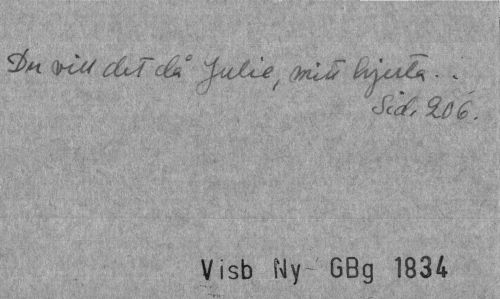 Du vill det då Julie, mitt hjerta..
Sid. 206.
Visb Ny GBg 1834